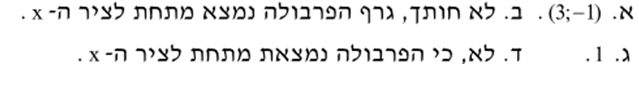 א. (3;−1) . ב. לא חותך, גרף הפרבולה נמצא מתחת לציר ה- x .
ג. 1 . ד. לא, כי הפרבולה נמצאת מתחת לציר ה- x .